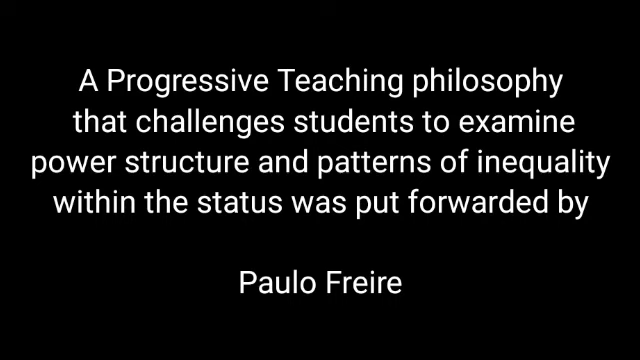 A Progressive Teaching philosophy
that challenges students to examine
power structure and patterns of inequality
within the status was put forwarded by
Paulo Freire